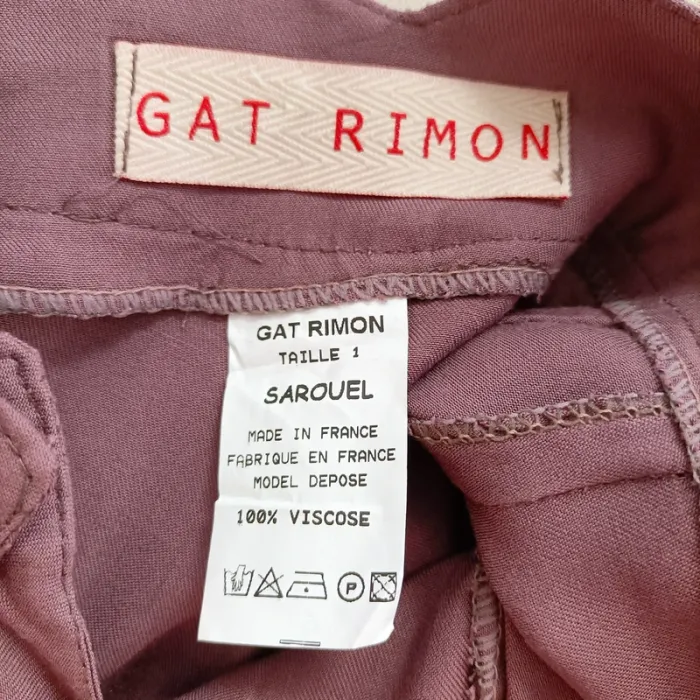 GAT RIMON
GAT RIMON
TAILLE 1
SAROUEL
MADE IN FRANCE
FABRIQUE EN FRANCE
MODEL DEPOSE
100% VISCOSE
P